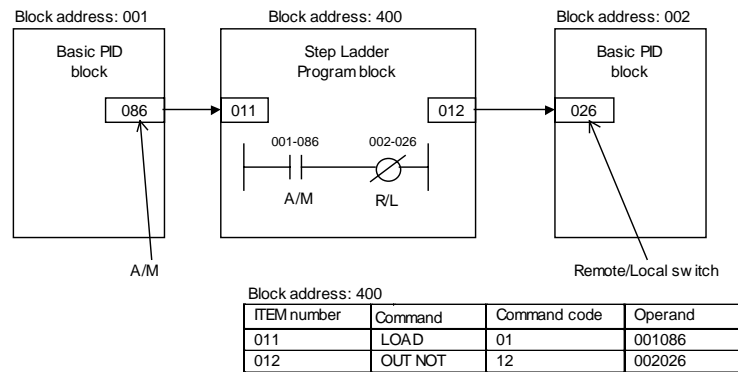 Block address: 001
Block address: 400
Block address: 002
Basic PID
block
Step Ladder
Program block
Basic PID
block
086
011
012
026
001-086
002-026
A/M
R/L
A/M
Remote/Local switch
Block address: 400
ITEM number Command Command code Operand
011 LOAD 01 001086
012 OUT NOT 12 002026